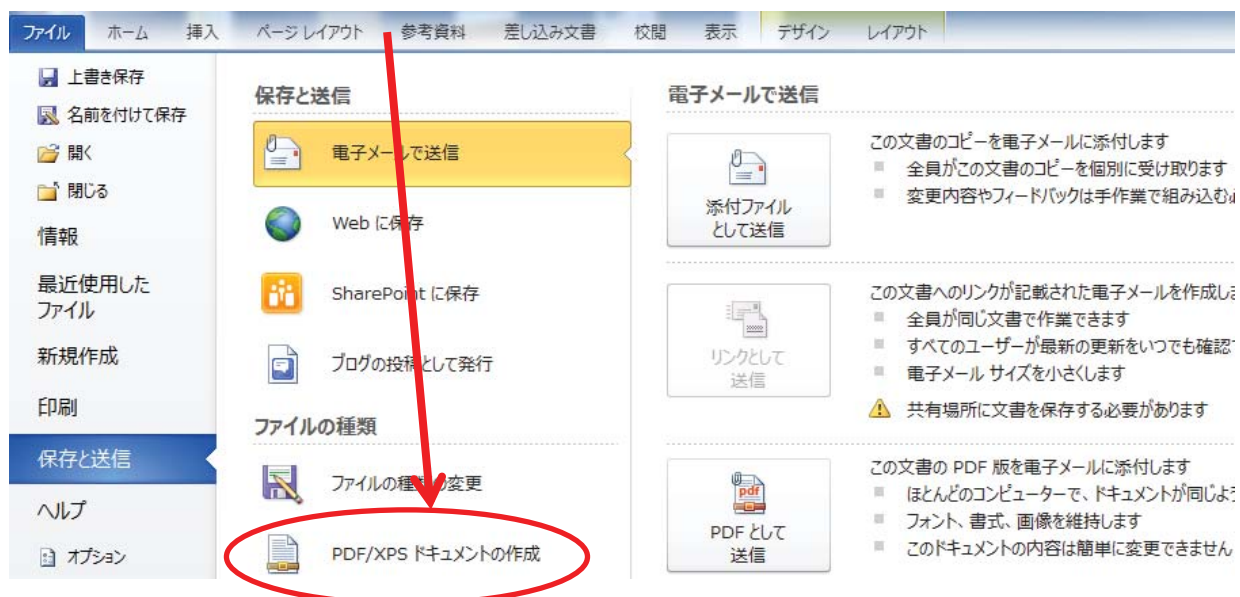 ファイル ホーム 挿入 ページ レイアウト 参考資料 差し込み文書 校閲 表示 デザイン レイアウト
上書き保存
名前を付けて保存
開く
閉じる
情報
最近使用した
ファイル
新規作成
印刷
保存と送信
ヘルプ
オプション
保存と送信
電子メールで送信
Web に保存
SharePoint に保存
ブログの投稿として発行
ファイルの種類
ファイルの種類の変更
PDF/XPS ドキュメントの作成
電子メールで送信
添付ファイル
として送信
この文書のコピーを電子メールに添付します
全員がこの文書のコピーを個別に受け取ります
変更内容やフィードバックは手作業で組み込む
リンクとして
送信
この文書へのリンクが記載された電子メールを作成し
全員が同じ文書で作業できます
すべてのユーザーが最新の更新をいつでも確認
電子メール サイズを小さくします
共有場所に文書を保存する必要があります
pdf
PDF として
送信
この文書の PDF 版を電子メールに添付します
ほとんどのコンピューターで、ドキュメントが同じよ
フォント、書式、画像を維持します
このドキュメントの内容は簡単に変更できません